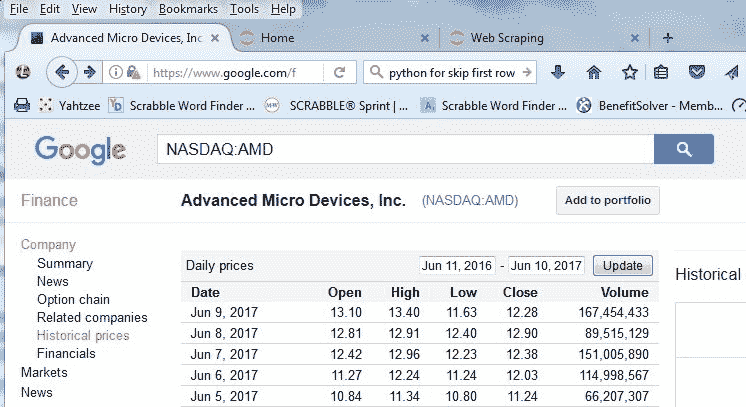 File Edit View History Bookmarks Tools Help
Advanced Micro Devices, Inc × Home × Web Scraping × +
https://www.google.com/f python for skip first row
Yahtzee Scrabble Word Finder ... SCRABBLE® Sprint | ... Scrabble Word Finder ... BenefitSolver - Memb...
Google NASDAQ:AMD
Finance Advanced Micro Devices, Inc. (NASDAQ:AMD) Add to portfolio
Company
Summary
News
Option chain
Related companies
Historical prices
Financials
Markets
News
Daily prices Jun 11, 2016 - Jun 10, 2017 Update
Date Open High Low Close Volume
Jun 9, 2017 13.10 13.40 11.63 12.28 167,454,433
Jun 8, 2017 12.81 12.91 12.40 12.90 89,515,129
Jun 7, 2017 12.42 12.96 12.23 12.38 151,005,890
Jun 6, 2017 11.27 12.24 11.24 12.03 114,998,567
Jun 5, 2017 10.84 11.34 10.80 11.24 66,207,307
Historical